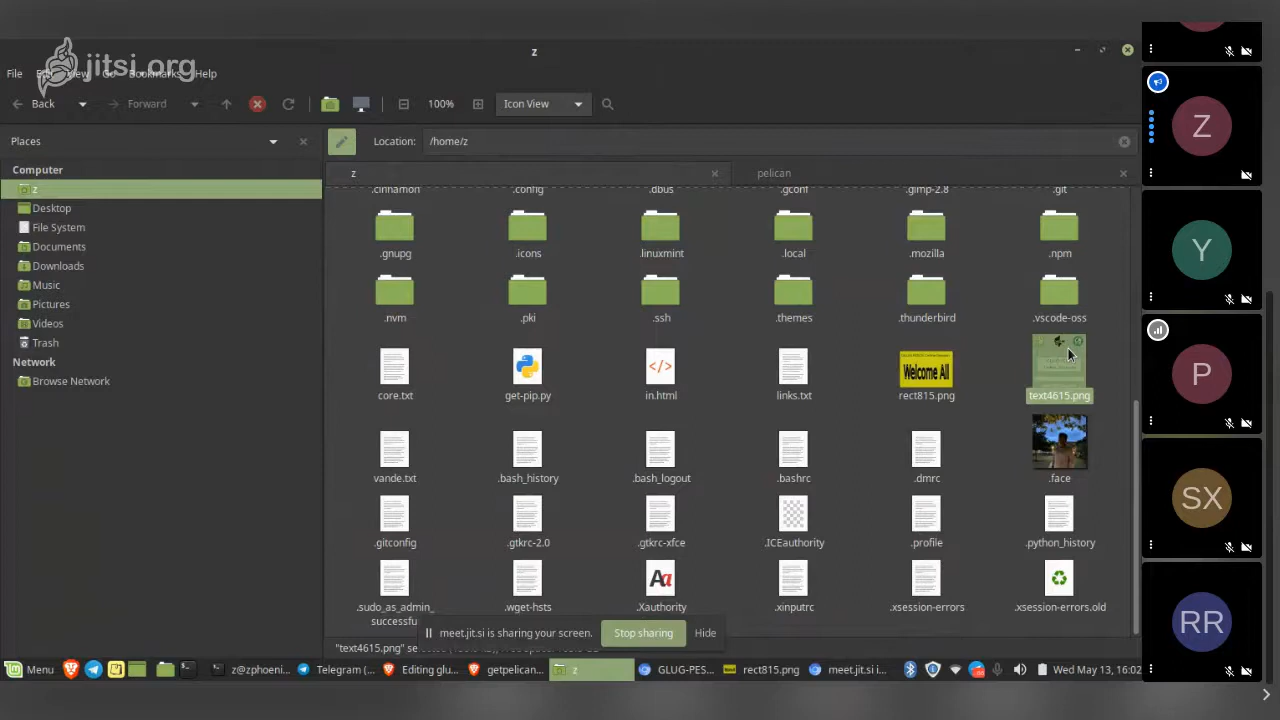 z
jitsi.org
File Edit View Go Bookmarks Help
Back Forward 100% Icon View
Places Location: /home/z
Computer
z pelican
z
Desktop
File System
Documents
Downloads
Music
Pictures
Videos
Trash
Network
Browse Network
.cinnamon .config .dbus .gconf .gimp-2.8 .git
.gnupg .icons .linuxmint .local .mozilla .npm
.nvm .pki .ssh .themes .thunderbird .vscode-oss
Welcome All
core.txt get-pip.py in.html links.txt rect815.png text4615.png
vande.txt .bash_history .bash_logout .bashrc .dmrc .face
.gitconfig .gtkrc-2.0 .gtkrc-xfce .ICEauthority .profile .python_history
Aa
.sudo_as_admin_ .wget-hsts .Xauthority .xinputrc .xsession-errors .xsession-errors.old
successfu
meet.jit.si is sharing your screen. Stop sharing Hide
"text4615.png"
Menu z@zphoeni... Telegram (... Editing glu... getpelican... z GLUG-PES... rect815.png meet.jit.si i... Wed May 13, 16:02
Z
Y
P
SX
RR